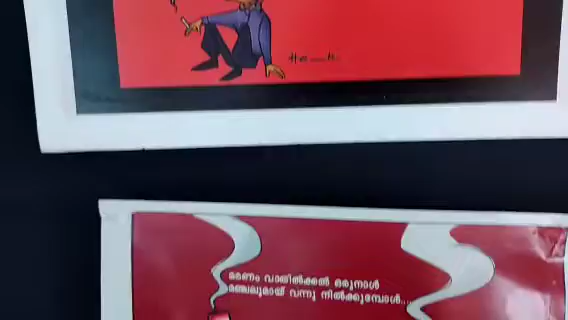 മരണം വാതിൽക്കൽ ഒരുനാൾ
മഞ്ചലുമായ് വന്നു നിൽക്കുമ്പോൾ...